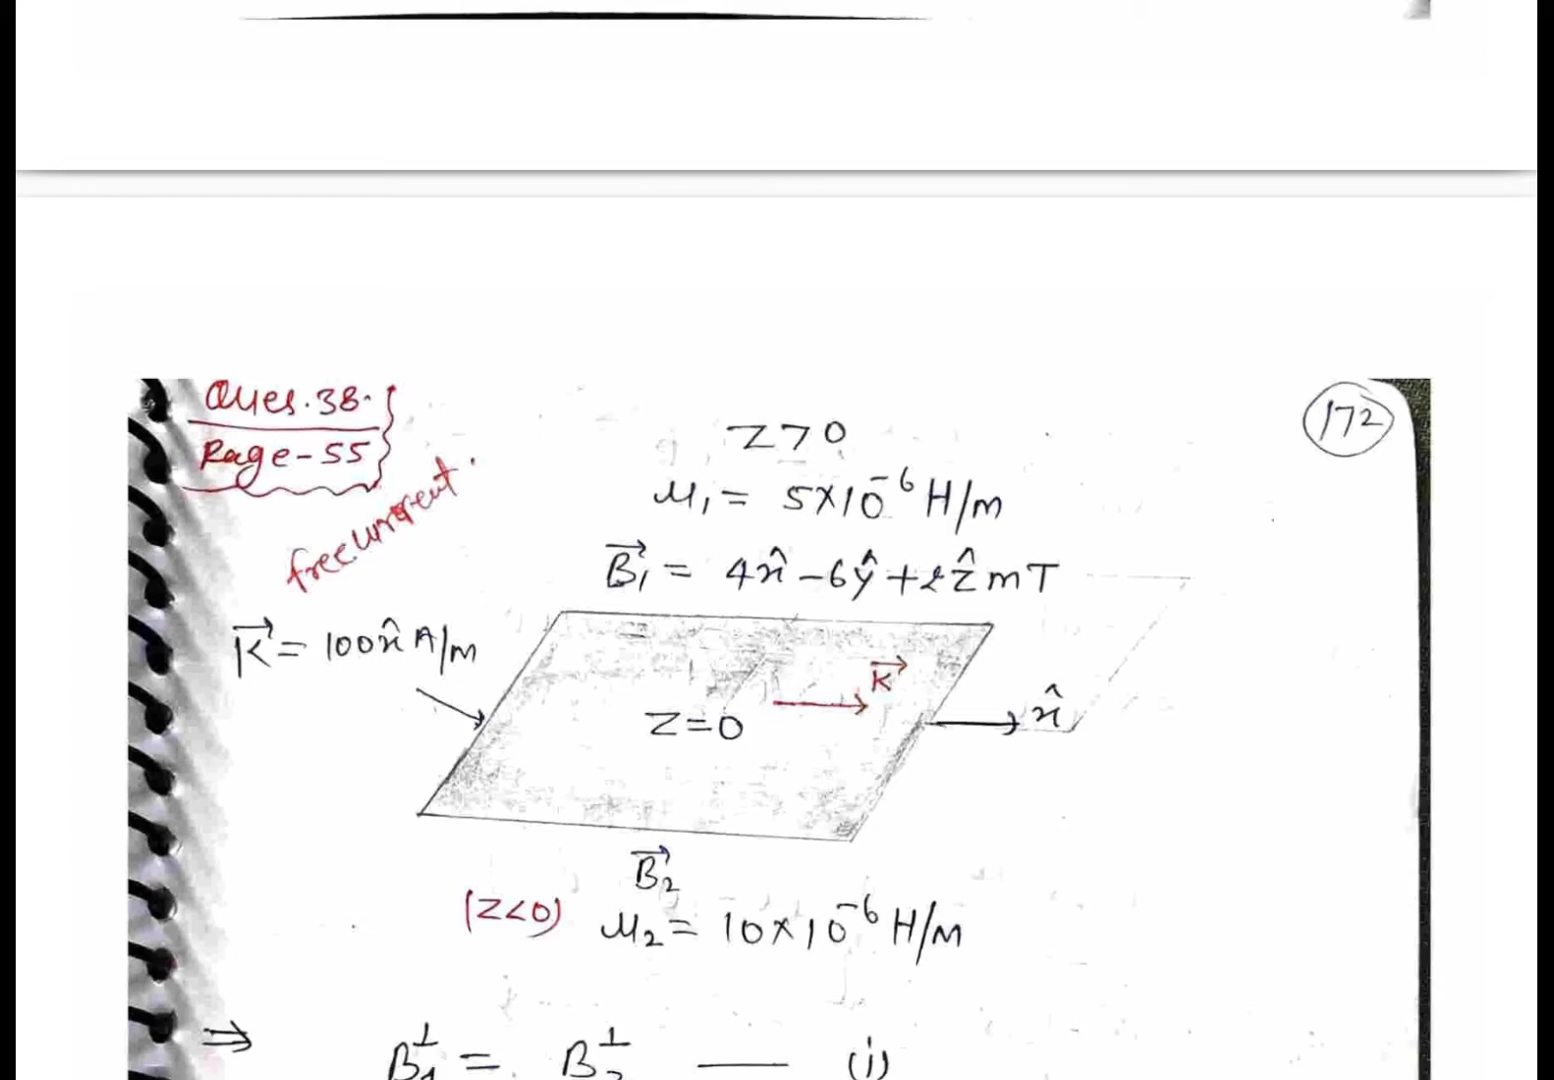 Ques.38.
Page-55
free current.
172
Z>0
μ₁ = 5×10⁻⁶ H/m
B⃗₁ = 4x̂ - 6ŷ + 2ẑ mT
K⃗ = 100x̂ A/m
K⃗
Z=0
x̂
B⃗₂
(Z<0) μ₂ = 10×10⁻⁶ H/m
⇒ B₁^⊥ = B₂^⊥ — (i)